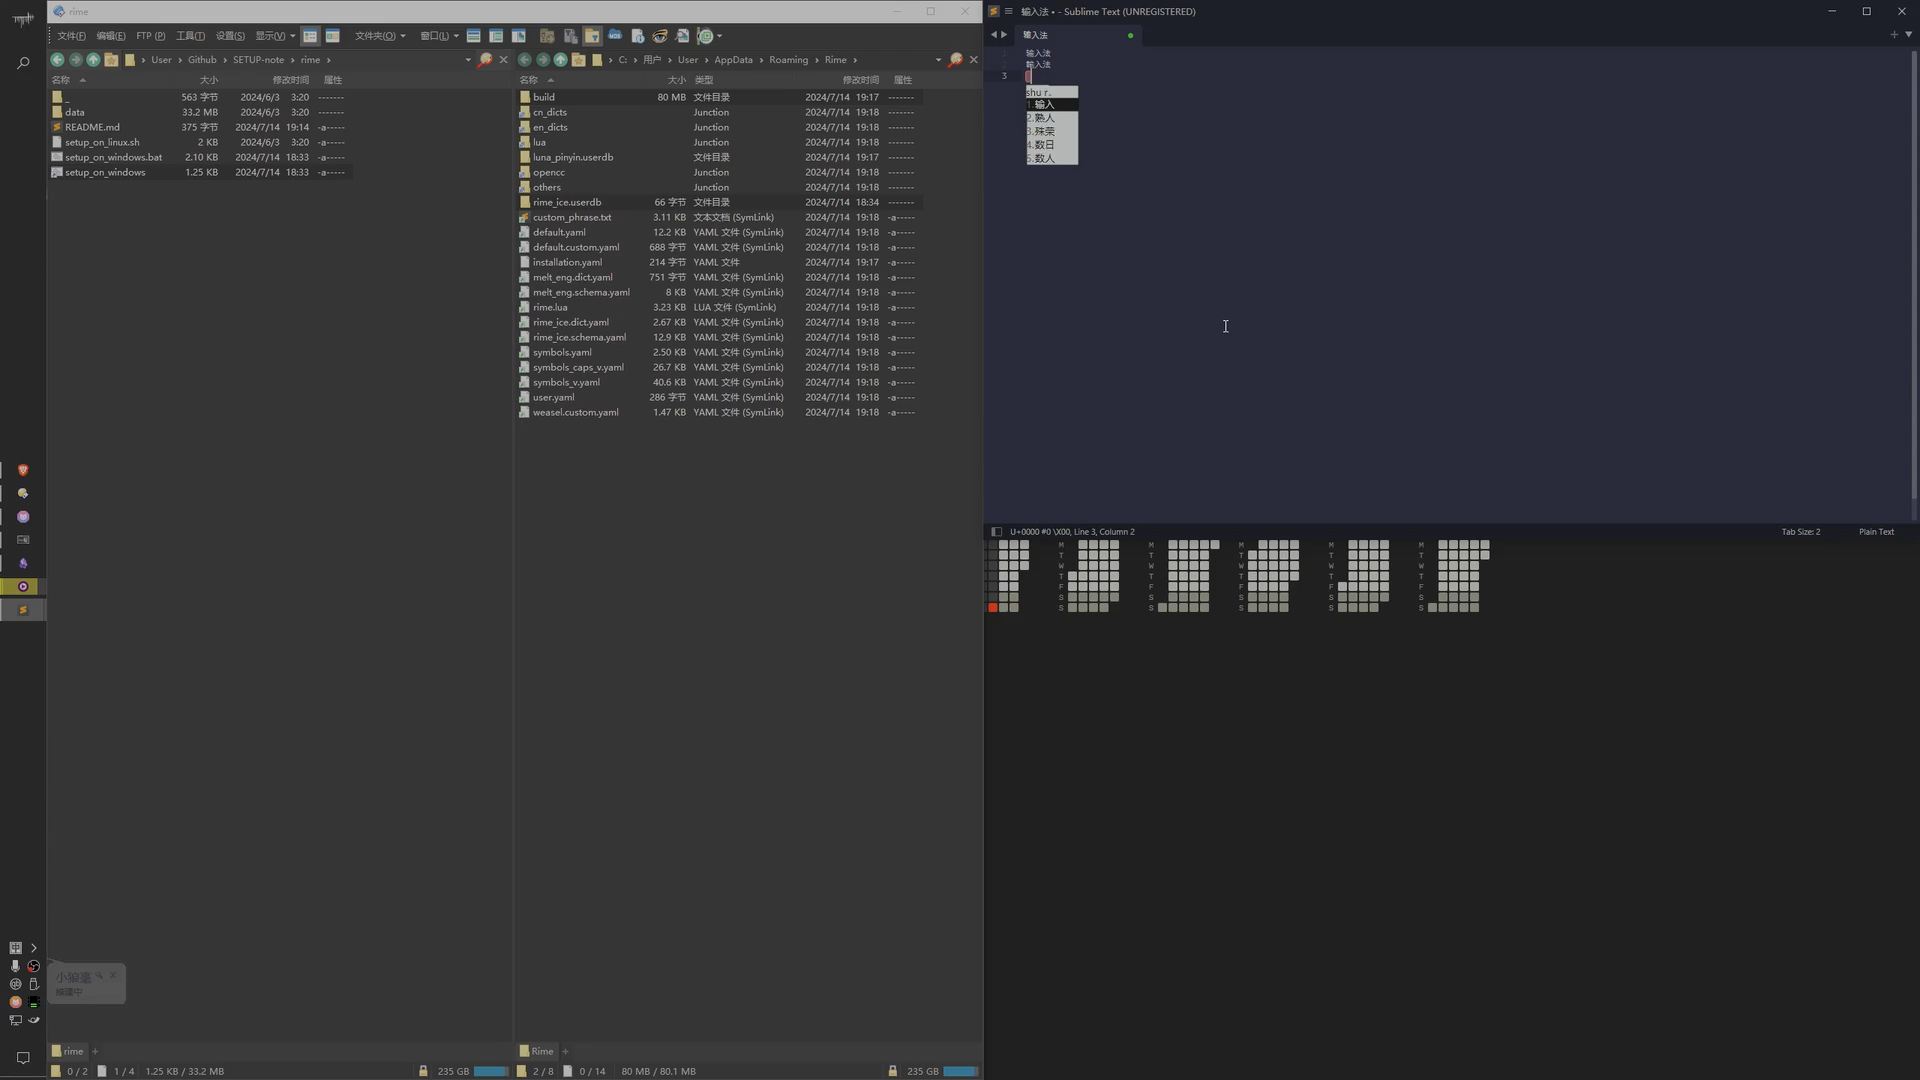 rime
文件(F) 编辑(E) FTP (P) 工具(T) 设置(S) 显示(V) 文件夹(O) 窗口(L)
User Github SETUP-note rime
名称 大小 修改时间 属性
_ 563 字节 2024/6/3 3:20 -------
data 33.2 MB 2024/6/3 3:20 -------
README.md 375 字节 2024/7/14 19:14 -a-----
setup_on_linux.sh 2 KB 2024/6/3 3:20 -a-----
setup_on_windows.bat 2.10 KB 2024/7/14 18:33 -a-----
setup_on_windows 1.25 KB 2024/7/14 18:33 -a-----
小狼毫
rime +
0 / 2 1 / 4 1.25 KB / 33.2 MB 235 GB
C: 用户 User AppData Roaming Rime
名称 大小 类型 修改时间 属性
build 80 MB 文件目录 2024/7/14 19:17 -------
cn_dicts Junction 2024/7/14 19:18 -------
en_dicts Junction 2024/7/14 19:18 -------
lua Junction 2024/7/14 19:18 -------
luna_pinyin.userdb 文件目录 2024/7/14 19:18 -------
opencc Junction 2024/7/14 19:18 -------
others Junction 2024/7/14 19:18 -------
rime_ice.userdb 66 字节 文件目录 2024/7/14 18:34 -------
custom_phrase.txt 3.11 KB 文本文档 (SymLink) 2024/7/14 19:18 -a-----
default.yaml 12.2 KB YAML 文件 (SymLink) 2024/7/14 19:18 -a-----
default.custom.yaml 688 字节 YAML 文件 (SymLink) 2024/7/14 19:18 -a-----
installation.yaml 214 字节 YAML 文件 2024/7/14 19:17 -a-----
melt_eng.dict.yaml 751 字节 YAML 文件 (SymLink) 2024/7/14 19:18 -a-----
melt_eng.schema.yaml 8 KB YAML 文件 (SymLink) 2024/7/14 19:18 -a-----
rime.lua 3.23 KB LUA 文件 (SymLink) 2024/7/14 19:18 -a-----
rime_ice.dict.yaml 2.67 KB YAML 文件 (SymLink) 2024/7/14 19:18 -a-----
rime_ice.schema.yaml 12.9 KB YAML 文件 (SymLink) 2024/7/14 19:18 -a-----
symbols.yaml 2.50 KB YAML 文件 (SymLink) 2024/7/14 19:18 -a-----
symbols_caps_v.yaml 26.7 KB YAML 文件 (SymLink) 2024/7/14 19:18 -a-----
symbols_v.yaml 40.6 KB YAML 文件 (SymLink) 2024/7/14 19:18 -a-----
user.yaml 286 字节 YAML 文件 (SymLink) 2024/7/14 19:18 -a-----
weasel.custom.yaml 1.47 KB YAML 文件 (SymLink) 2024/7/14 19:18 -a-----
Rime +
2 / 8 0 / 14 80 MB / 80.1 MB 235 GB
输入法 • - Sublime Text (UNREGISTERED)
输入法
1 输入法
2 输入法
3
shu r
1.输入
2.熟人
3.殊荣
4.数日
5.数人
U+0000 #0 \X00, Line 3, Column 2 Tab Size: 2 Plain Text
M M M M M
T T T T T
W W W W W
T T T T T
F F F F F
S S S S S
S S S S S